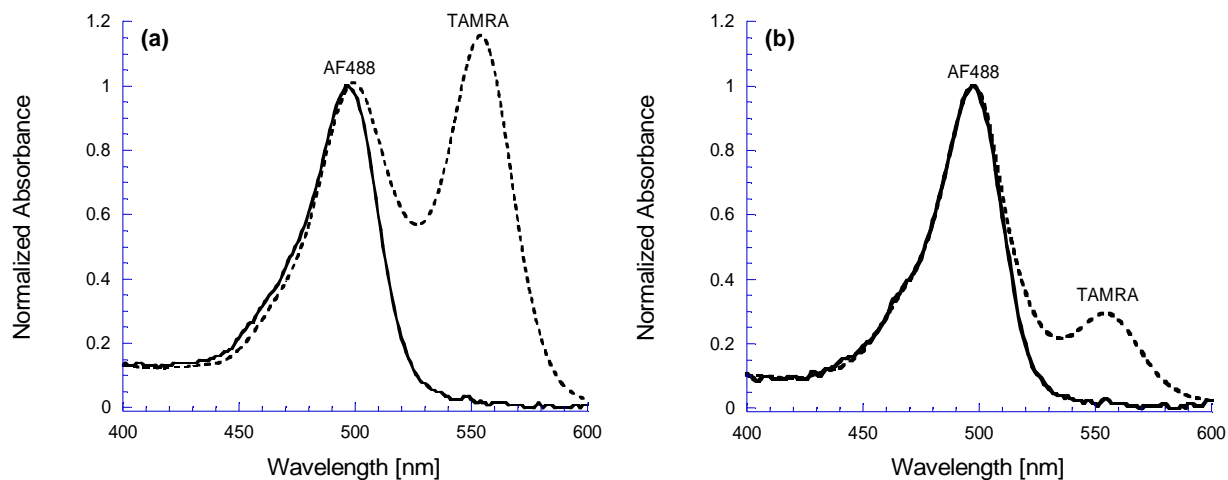 (a)
TAMRA
AF488
Normalized Absorbance
1.2
1
0.8
0.6
0.4
0.2
0
400 450 500 550 600
Wavelength [nm]
(b)
AF488
TAMRA
Normalized Absorbance
1.2
1
0.8
0.6
0.4
0.2
0
400 450 500 550 600
Wavelength [nm]